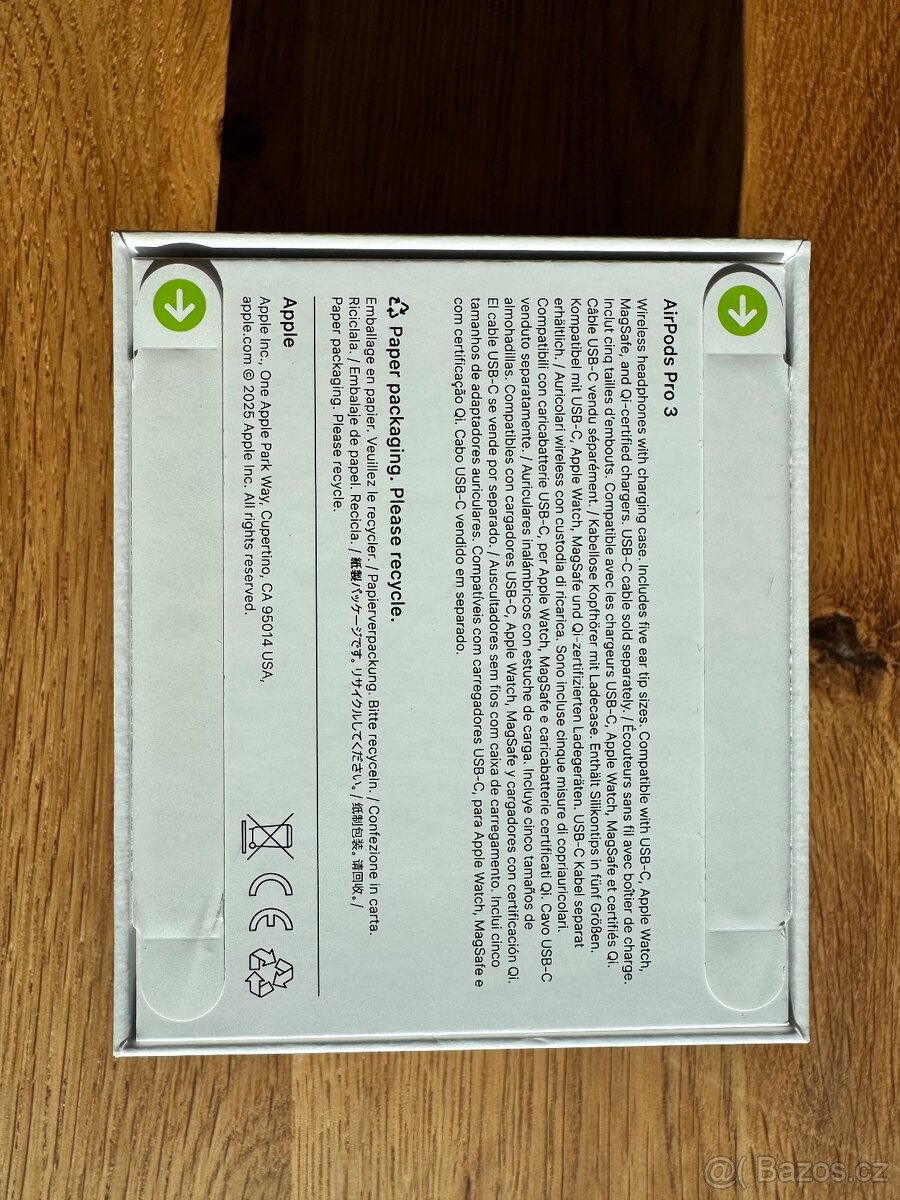 AirPods Pro 3
Wireless headphones with charging case. Includes five ear tip sizes. Compatible with USB-C, Apple Watch,
MagSafe, and Qi-certified chargers. USB-C cable sold separately. / Écouteurs sans fil avec boîtier de charge.
Inclut cinq tailles d'embouts. Compatible avec les chargeurs USB-C, Apple Watch, MagSafe et certifiés Qi.
Câble USB-C vendu séparément. / Kabellose Kopfhörer mit Ladecase. Enthält Silikontips in fünf Größen.
Kompatibel mit USB-C, Apple Watch, MagSafe und Qi-zertifizierten Ladegeräten. USB-C Kabel separat
erhältlich. / Auricolari wireless con custodia di ricarica. Sono incluse cinque misure di copriauricolari.
Compatibili con caricabatterie USB-C, per Apple Watch, MagSafe e caricabatterie certificati Qi. Cavo USB-C
venduto separatamente. / Auriculares inalámbricos con estuche de carga. Incluye cinco tamaños de
almohadillas. Compatibles con cargadores USB-C, Apple Watch, MagSafe y cargadores con certificación Qi.
El cable USB-C se vende por separado. / Auscultadores sem fios com caixa de carregamento. Inclui cinco
tamanhos de adaptadores auriculares. Compatíveis com carregadores USB-C, para Apple Watch, MagSafe e
com certificação Qi. Cabo USB-C vendido em separado.
Paper packaging. Please recycle.
Emballage en papier. Veuillez le recycler. / Papierverpackung. Bitte recyceln. / Confezione in carta.
Riciclala. / Embalaje de papel. Recicla. / 紙製パッケージです。リサイクルしてください。/ 纸制包装。请回收。/
Paper packaging. Please recycle.
Apple
Apple Inc., One Apple Park Way, Cupertino, CA 95014 USA,
apple.com © 2025 Apple Inc. All rights reserved.
CE
@( Bazos.cz